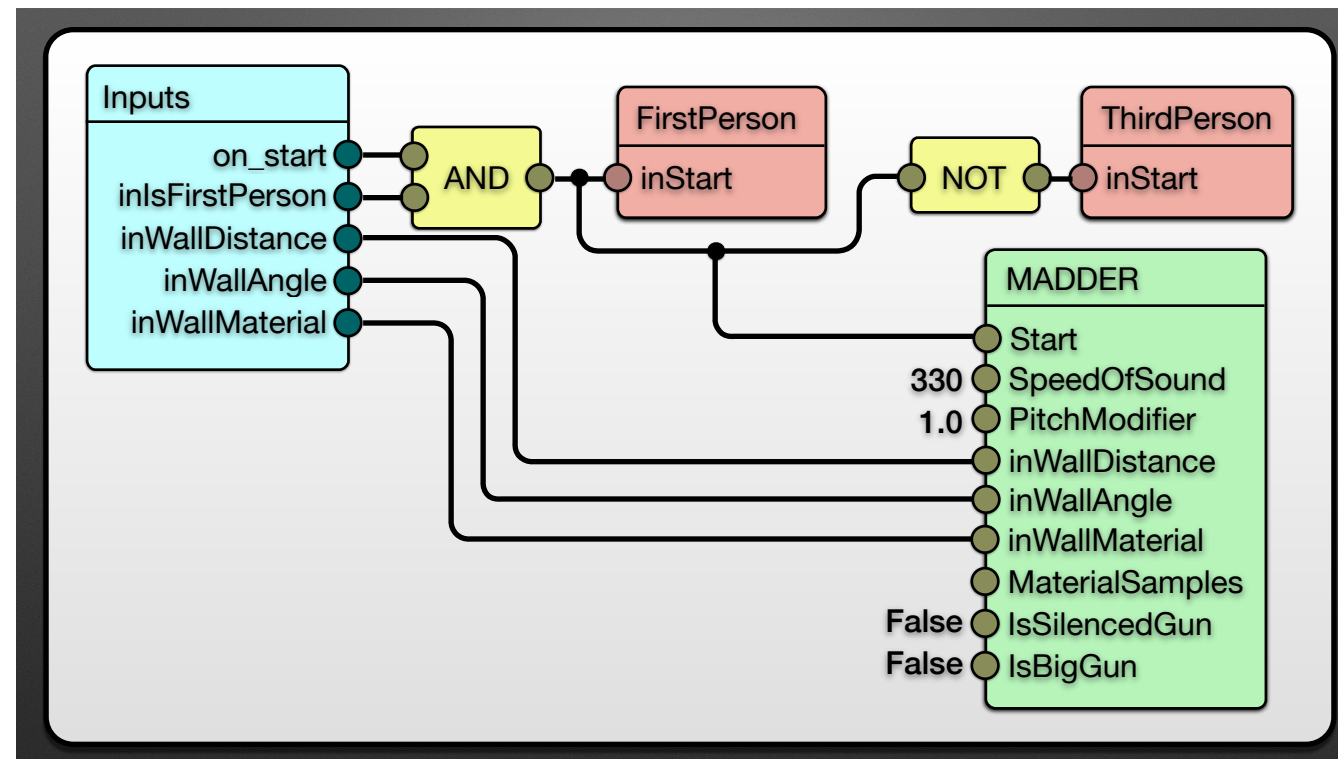 Inputs
on_start
inIsFirstPerson
inWallDistance
inWallAngle
inWallMaterial
AND
FirstPerson
inStart
NOT
ThirdPerson
inStart
MADDER
Start
330 SpeedOfSound
1.0 PitchModifier
inWallDistance
inWallAngle
inWallMaterial
MaterialSamples
False IsSilencedGun
False IsBigGun